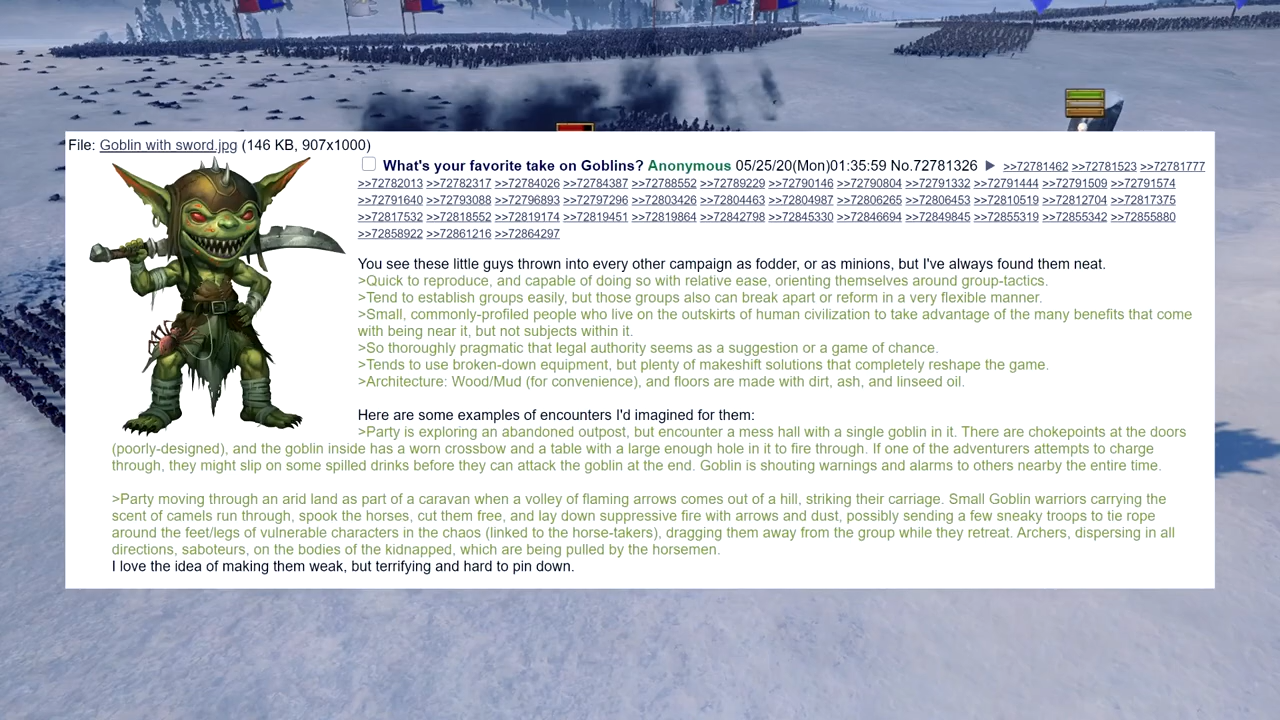 File: Goblin with sword.jpg (146 KB, 907x1000)
What's your favorite take on Goblins? Anonymous 05/25/20(Mon)01:35:59 No.72781326 ▶ >>72781462 >>72781523 >>72781777
>>72782013 >>72782317 >>72784026 >>72784387 >>72788552 >>72789229 >>72790146 >>72790804 >>72791332 >>72791444 >>72791509 >>72791574
>>72791640 >>72793088 >>72796893 >>72797296 >>72803426 >>72804463 >>72804987 >>72806265 >>72806453 >>72810519 >>72812704 >>72817375
>>72817532 >>72818552 >>72819174 >>72819451 >>72819864 >>72842798 >>72845330 >>72846694 >>72849845 >>72855319 >>72855342 >>72855880
>>72858922 >>72861216 >>72864297
You see these little guys thrown into every other campaign as fodder, or as minions, but I've always found them neat.
>Quick to reproduce, and capable of doing so with relative ease, orienting themselves around group-tactics.
>Tend to establish groups easily, but those groups also can break apart or reform in a very flexible manner.
>Small, commonly-profiled people who live on the outskirts of human civilization to take advantage of the many benefits that come
with being near it, but not subjects within it.
>So thoroughly pragmatic that legal authority seems as a suggestion or a game of chance.
>Tends to use broken-down equipment, but plenty of makeshift solutions that completely reshape the game.
>Architecture: Wood/Mud (for convenience), and floors are made with dirt, ash, and linseed oil.
Here are some examples of encounters I'd imagined for them:
>Party is exploring an abandoned outpost, but encounter a mess hall with a single goblin in it. There are chokepoints at the doors
(poorly-designed), and the goblin inside has a worn crossbow and a table with a large enough hole in it to fire through. If one of the adventurers attempts to charge
through, they might slip on some spilled drinks before they can attack the goblin at the end. Goblin is shouting warnings and alarms to others nearby the entire time.
>Party moving through an arid land as part of a caravan when a volley of flaming arrows comes out of a hill, striking their carriage. Small Goblin warriors carrying the
scent of camels run through, spook the horses, cut them free, and lay down suppressive fire with arrows and dust, possibly sending a few sneaky troops to tie rope
around the feet/legs of vulnerable characters in the chaos (linked to the horse-takers), dragging them away from the group while they retreat. Archers, dispersing in all
directions, saboteurs, on the bodies of the kidnapped, which are being pulled by the horsemen.
I love the idea of making them weak, but terrifying and hard to pin down.